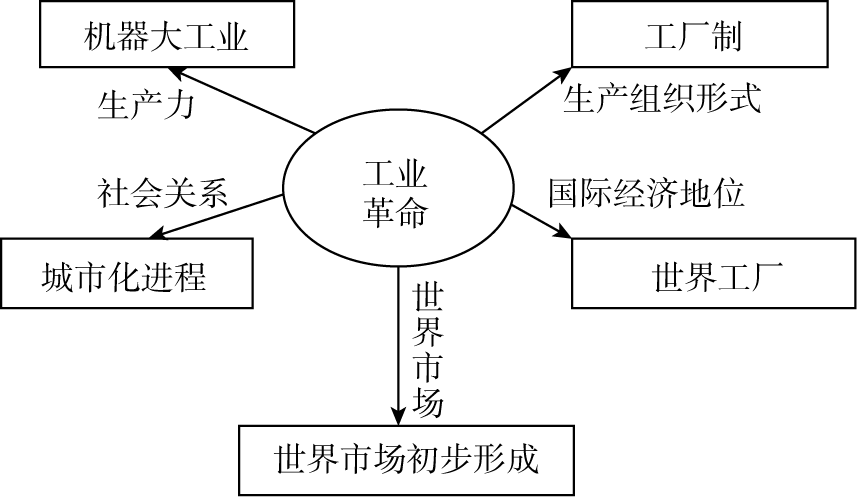 机器大工业
工厂制
生产力
生产组织形式
工业
革命
社会关系
国际经济地位
城市化进程
世界工厂
世界市场
世界市场初步形成